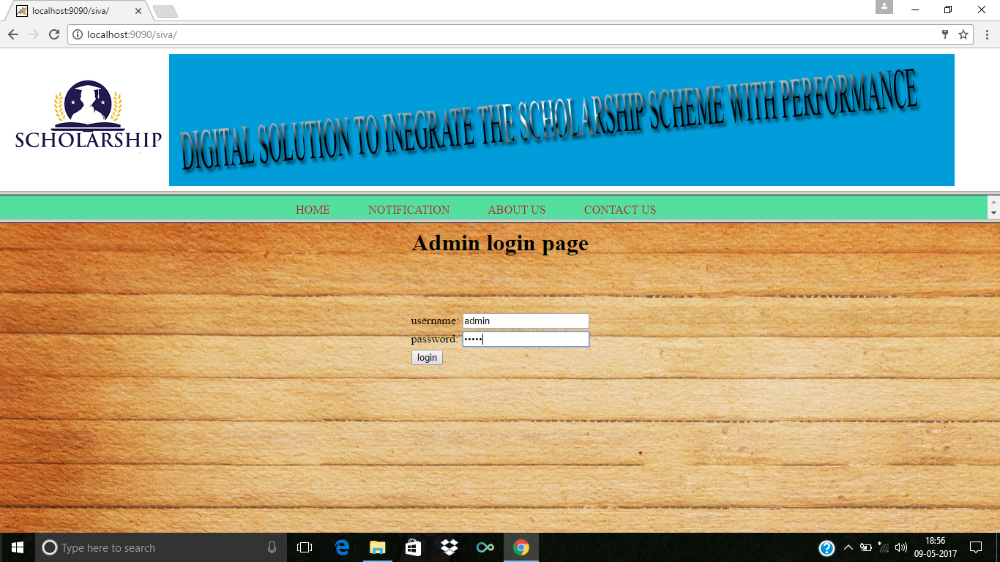 localhost:9090/siva/
localhost:9090/siva/
SCHOLARSHIP
DIGITAL SOLUTION TO INEGRATE THE SCHOLARSHIP SCHEME WITH PERFORMANCE
HOME NOTIFICATION ABOUT US CONTACT US
Admin login page
username: admin
password: •••••
login
Type here to search
18:56
09-05-2017